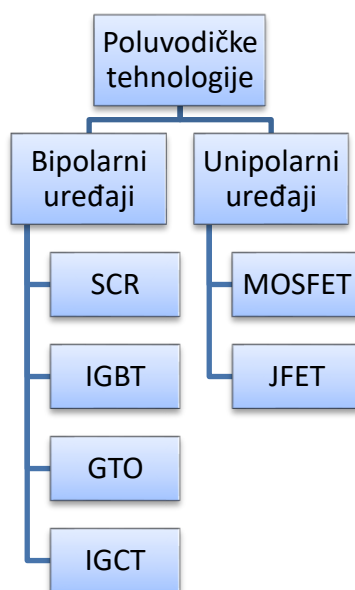 Poluvodičke
tehnologije
Bipolarni
uređaji
SCR
IGBT
GTO
IGCT
Unipolarni
uređaji
MOSFET
JFET